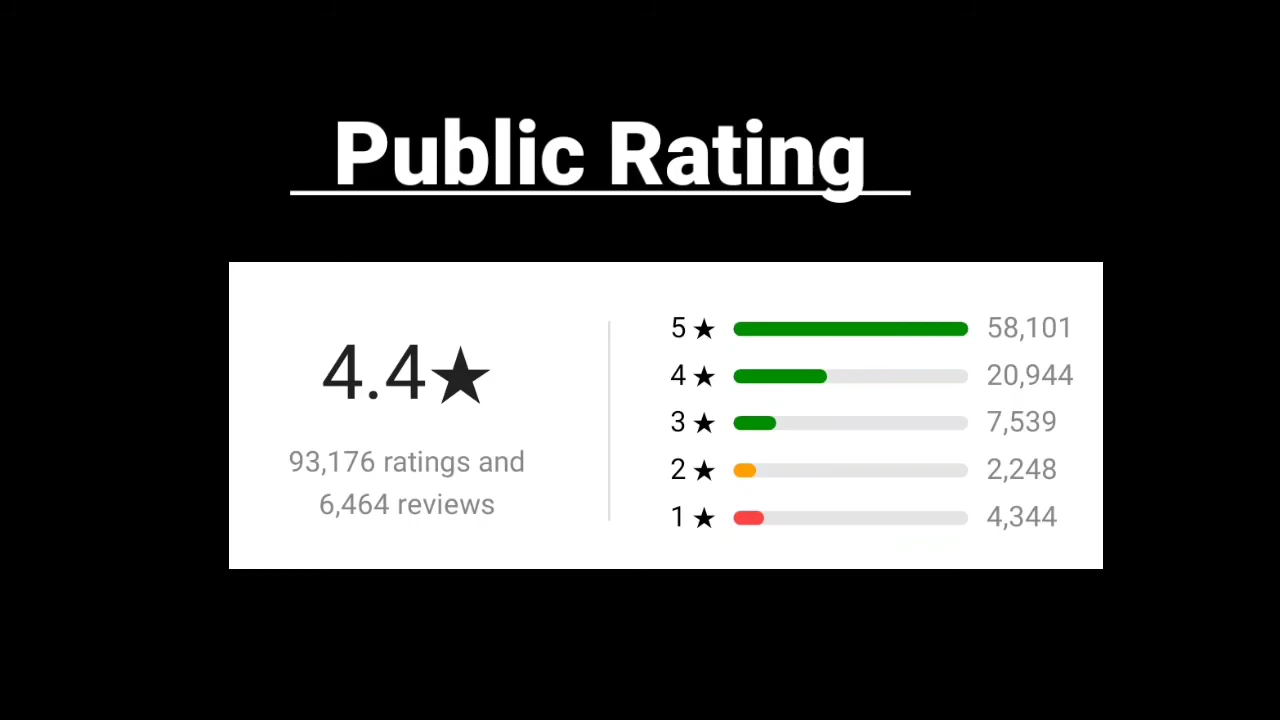 Public Rating
4.4★
93,176 ratings and
6,464 reviews
5 ★ 58,101
4 ★ 20,944
3 ★ 7,539
2 ★ 2,248
1 ★ 4,344